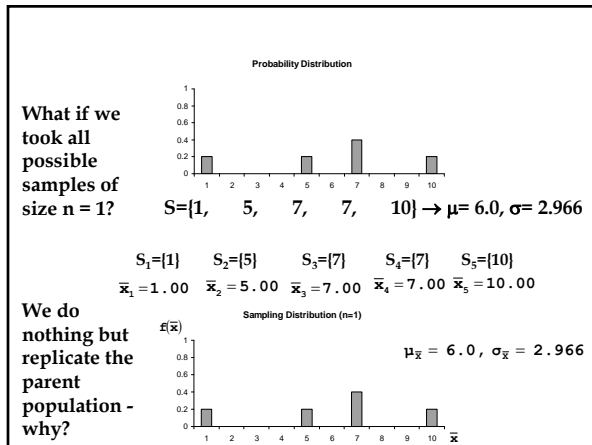 Probability Distribution
What if we
took all
possible
samples of
size n = 1?
1
0.8
0.6
0.4
0.2
0
1 2 3 4 5 6 7 8 9 10
S={1, 5, 7, 7, 10} → μ= 6.0, σ= 2.966
S₁={1} S₂={5} S₃={7} S₄={7} S₅={10}
x̄₁ = 1.00 x̄₂ = 5.00 x̄₃ = 7.00 x̄₄ = 7.00 x̄₅ = 10.00
We do
nothing but
replicate the
parent
population -
why?
f(x̄)
Sampling Distribution (n=1)
μx̄ = 6.0, σx̄ = 2.966
1
0.8
0.6
0.4
0.2
0
1 2 3 4 5 6 7 8 9 10 x̄